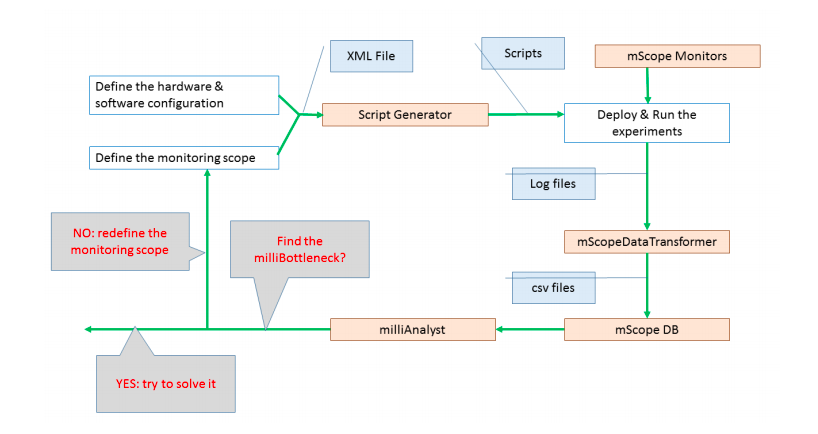 XML File
Scripts
mScope Monitors
Define the hardware &
software configuration
Script Generator
Deploy & Run the
experiments
Define the monitoring scope
Log files
NO: redefine the
monitoring scope
Find the
milliBottleneck?
mScopeDataTransformer
csv files
milliAnalyst
mScope DB
YES: try to solve it